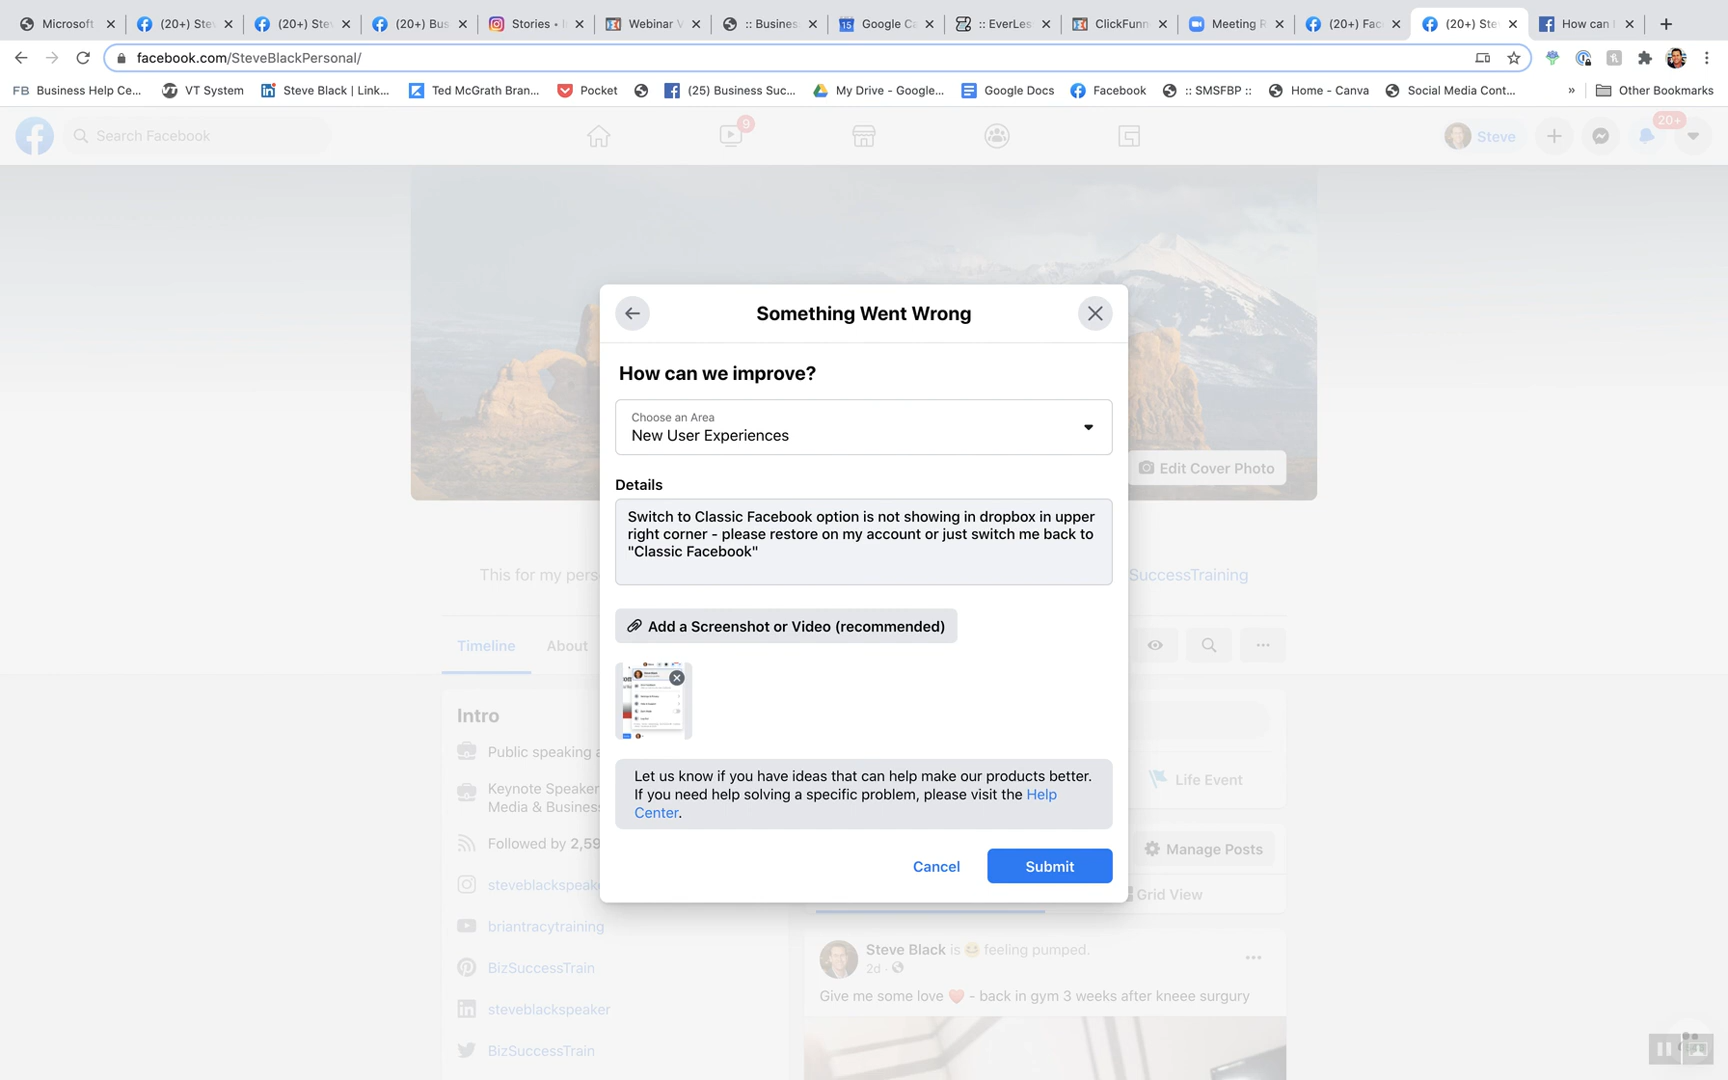 Microsoft
(20+) Stev
(20+) Ste
(20+) Bus
Stories • I
Webinar V
:: Busines
Google Ca
:: EverLes
ClickFunn
Meeting R
(20+) Fac
(20+) Ste
How can I
facebook.com/SteveBlackPersonal/
FB Business Help Ce...
VT System
Steve Black | Link...
Ted McGrath Bran...
Pocket
(25) Business Suc...
My Drive - Google...
Google Docs
Facebook
:: SMSFBP ::
Home - Canva
Social Media Cont...
»
Other Bookmarks
Search Facebook
9
Steve
20+
Something Went Wrong
How can we improve?
Choose an Area
New User Experiences
Edit Cover Photo
Details
Switch to Classic Facebook option is not showing in dropbox in upper
right corner - please restore on my account or just switch me back to
"Classic Facebook"
This for my pers
SuccessTraining
Add a Screenshot or Video (recommended)
Timeline
About
Intro
Public speaking a
Keynote Speaker
Media & Business
Followed by 2,59
steveblackspeake
briantracytraining
BizSuccessTrain
steveblackspeaker
BizSuccessTrain
Let us know if you have ideas that can help make our products better.
If you need help solving a specific problem, please visit the Help
Center.
Life Event
Cancel
Submit
Manage Posts
Grid View
Steve Black is 😆 feeling pumped.
2d ·
Give me some love ❤️ - back in gym 3 weeks after kneee surgury